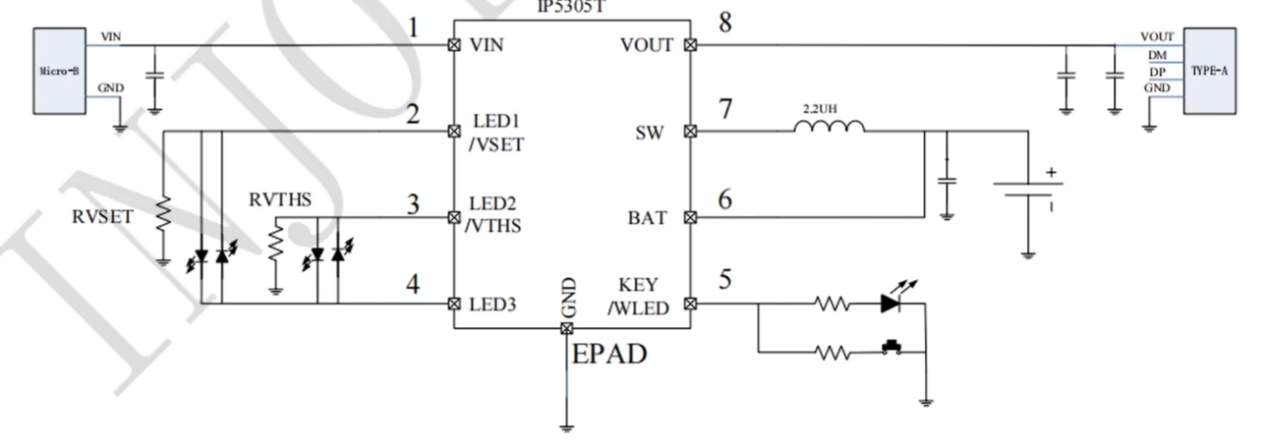 IP5305T
Micro-B
VIN
GND
1
VIN
2
LED1
/VSET
3
LED2
/VTHS
4
LED3
RVSET
RVTHS
GND
EPAD
8
VOUT
7
SW
2.2UH
6
BAT
5
KEY
/WLED
+
-
VOUT
DM
DP
GND
TYPE-A
INJO